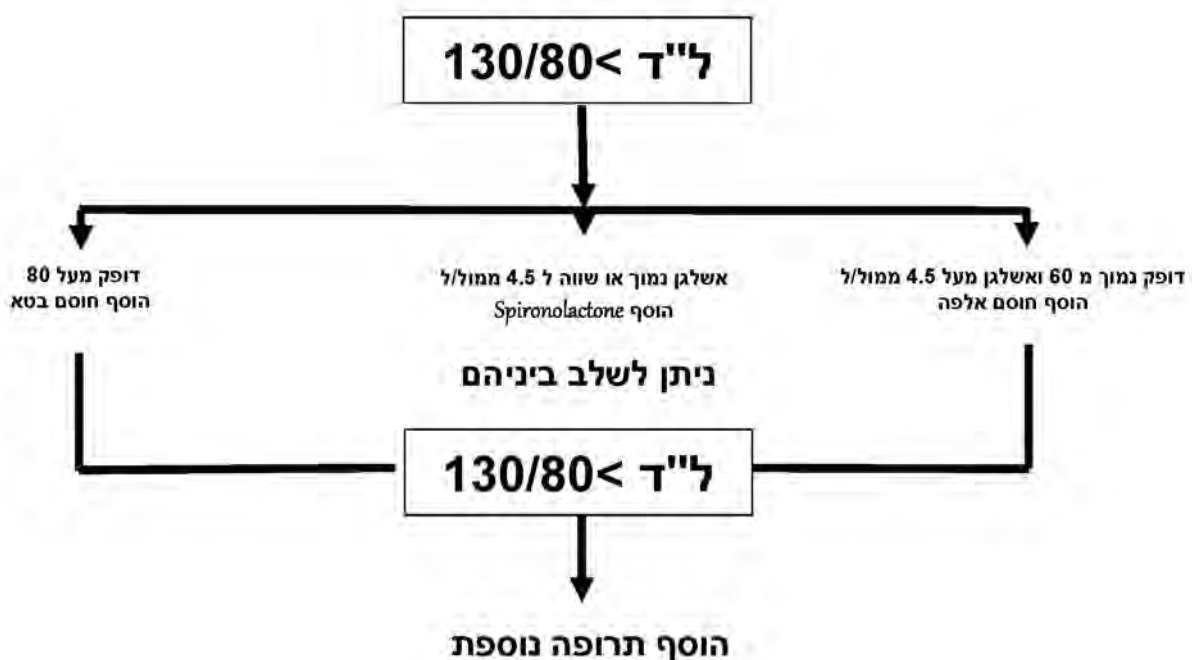 ל"ד >130/80
דופק נמוך מ 60 ואשלגן מעל 4.5 ממול/ל
הוסף חוסם אלפה
אשלגן נמוך או שווה ל 4.5 ממול/ל
הוסף Spironolactone
דופק מעל 80
הוסף חוסם בטא
ניתן לשלב ביניהם
ל"ד >130/80
הוסף תרופה נוספת